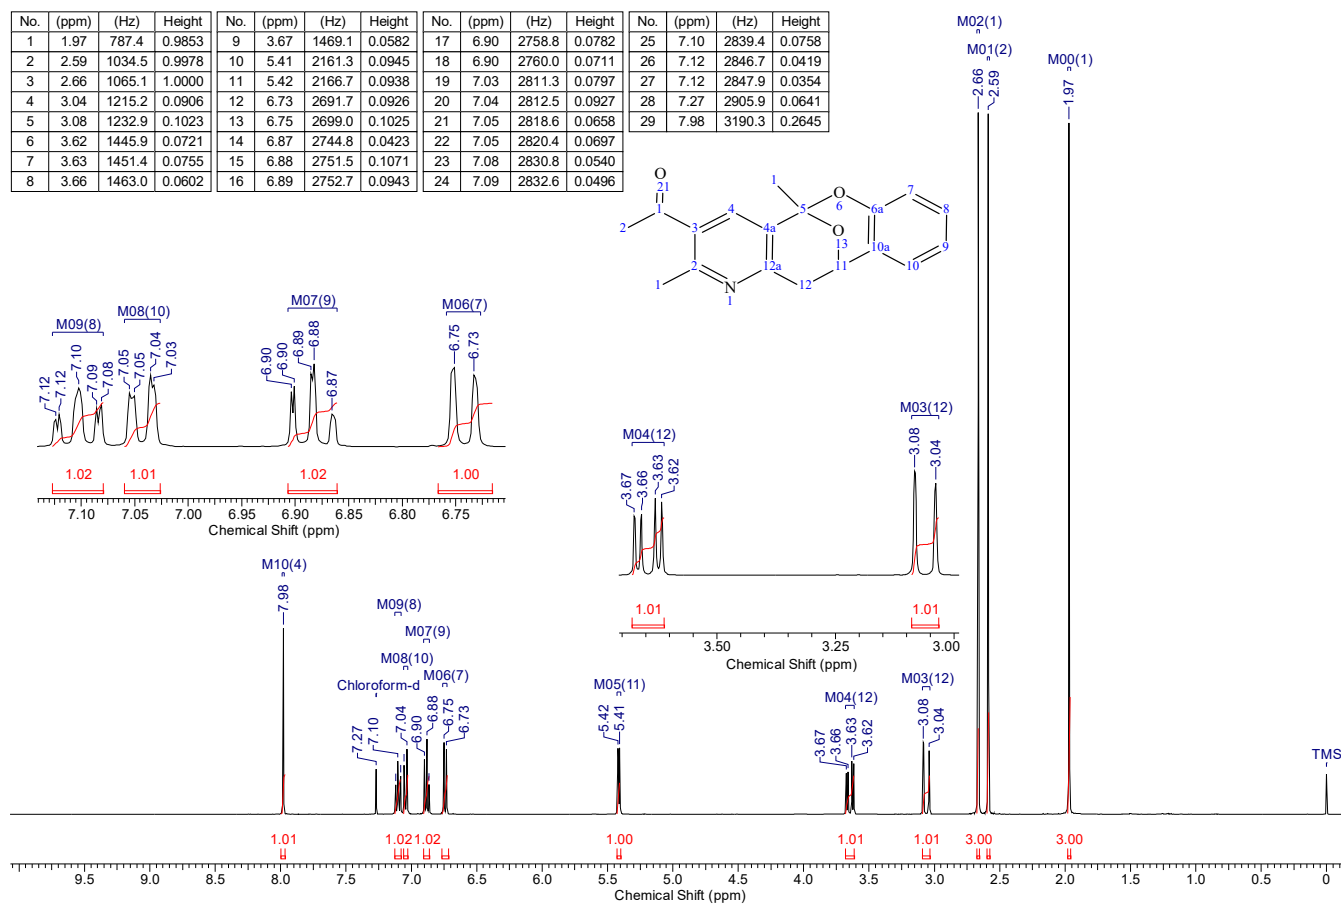 No. (ppm) (Hz) Height
1 1.97 787.4 0.9853
2 2.59 1034.5 0.9978
3 2.66 1065.1 1.0000
4 3.04 1215.2 0.0906
5 3.08 1232.9 0.1023
6 3.62 1445.9 0.0721
7 3.63 1451.4 0.0755
8 3.66 1463.0 0.0602
No. (ppm) (Hz) Height
9 3.67 1469.1 0.0582
10 5.41 2161.3 0.0945
11 5.42 2166.7 0.0938
12 6.73 2691.7 0.0926
13 6.75 2699.0 0.1025
14 6.87 2744.8 0.0423
15 6.88 2751.5 0.1071
16 6.89 2752.7 0.0943
No. (ppm) (Hz) Height
17 6.90 2758.8 0.0782
18 6.90 2760.0 0.0711
19 7.03 2811.3 0.0797
20 7.04 2812.5 0.0927
21 7.05 2818.6 0.0658
22 7.05 2820.4 0.0697
23 7.08 2830.8 0.0540
24 7.09 2832.6 0.0496
No. (ppm) (Hz) Height
25 7.10 2839.4 0.0758
26 7.12 2846.7 0.0419
27 7.12 2847.9 0.0354
28 7.27 2905.9 0.0641
29 7.98 3190.3 0.2645
M02(1)
M01(2)
M00(1)
2.66
2.59
1.97
O
21
1
2
3
4
4a
12a
2
1
N
1
1
5
O
6
O
13
11
12
6a
10a
7
8
9
10
M09(8)
M08(10)
M07(9)
M06(7)
7.12
7.12
7.10
7.09
7.08
7.05
7.05
7.04
7.03
6.90
6.90
6.89
6.88
6.87
6.75
6.73
1.02
1.01
1.02
1.00
7.10 7.05 7.00 6.95 6.90 6.85 6.80 6.75
Chemical Shift (ppm)
M04(12)
M03(12)
3.67
3.66
3.63
3.62
3.08
3.04
1.01
1.01
3.50 3.25 3.00
Chemical Shift (ppm)
M10(4)
7.98
M09(8)
M07(9)
M08(10)
M06(7)
Chloroform-d
7.27
7.10
7.04
6.90
6.88
6.75
6.73
M05(11)
5.42
5.41
M04(12)
3.67
3.66
3.63
3.62
M03(12)
3.08
3.04
TMS
1.01 1.02 1.02 1.00 1.01 1.01 3.00 3.00
9.5 9.0 8.5 8.0 7.5 7.0 6.5 6.0 5.5 5.0 4.5 4.0 3.5 3.0 2.5 2.0 1.5 1.0 0.5 0
Chemical Shift (ppm)